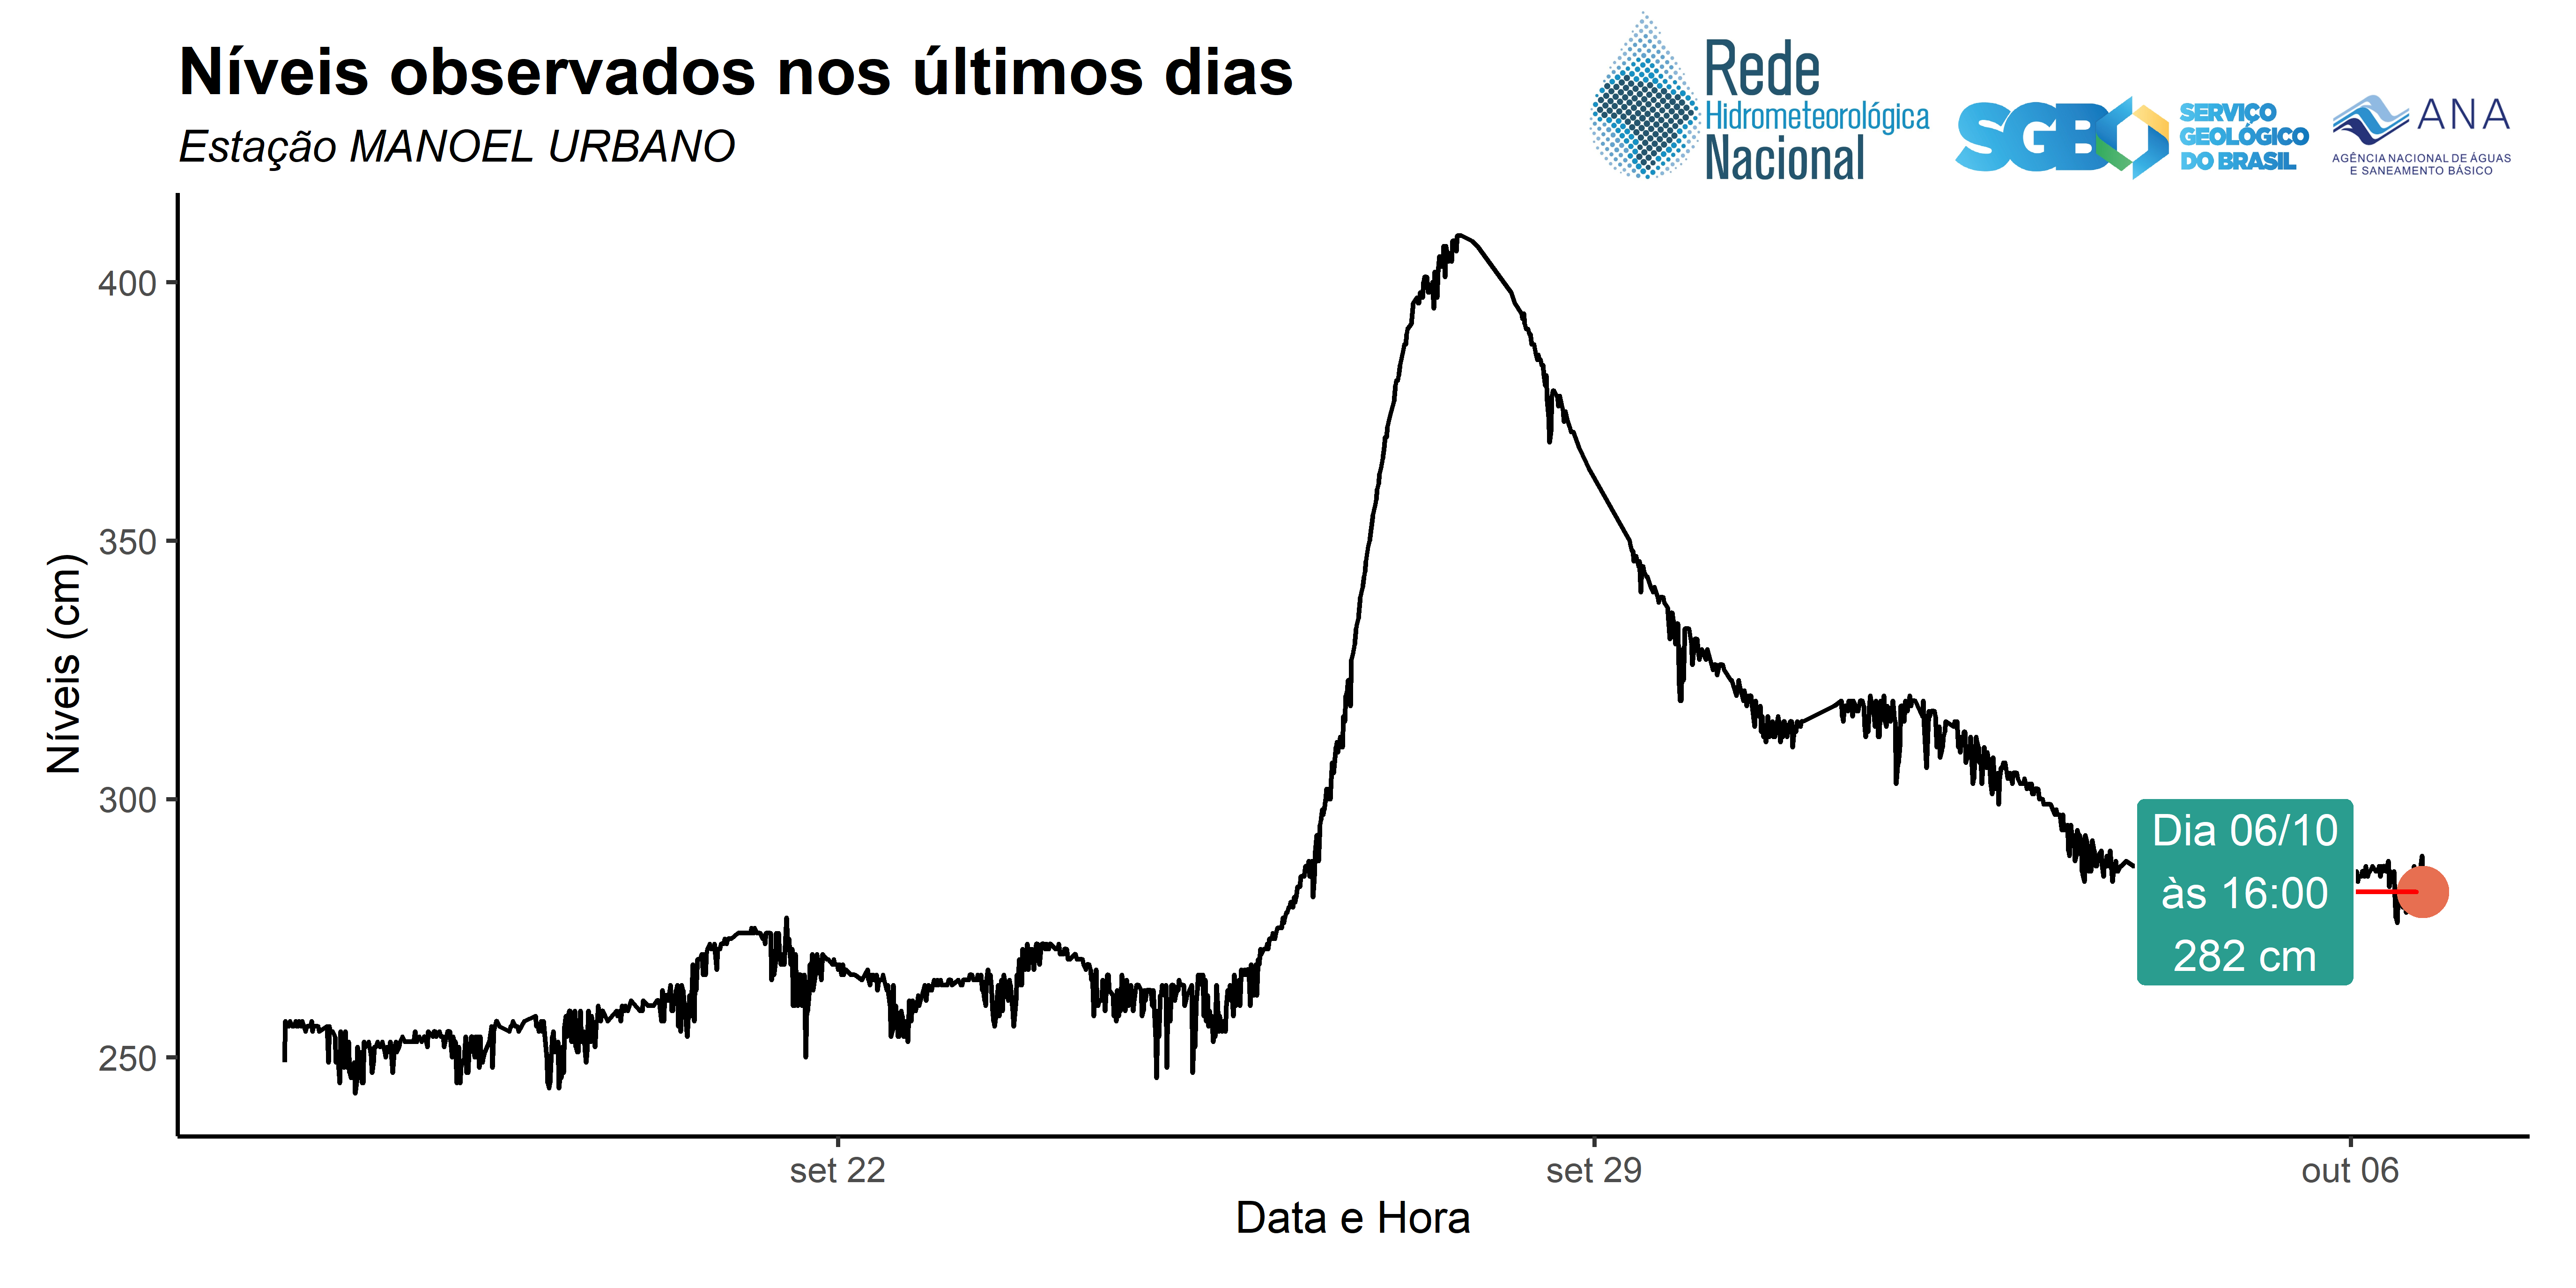 Níveis observados nos últimos dias
Estação MANOEL URBANO
Rede
Hidrometeorológica
Nacional
SGB
SERVIÇO
GEOLÓGICO
DO BRASIL
ANA
AGÊNCIA NACIONAL DE ÁGUAS
E SANEAMENTO BÁSICO
Níveis (cm)
400
350
300
250
Dia 06/10
às 16:00
282 cm
set 22
set 29
out 06
Data e Hora